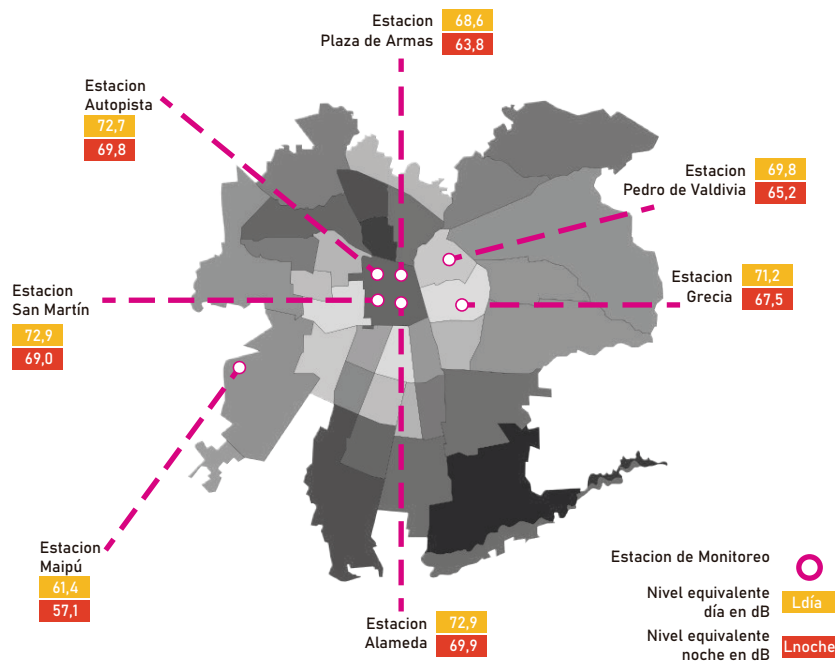 Estacion
Plaza de Armas
68,6
63,8
Estacion
Autopista
72,7
69,8
Estacion
Pedro de Valdivia
69,8
65,2
Estacion
Grecia
71,2
67,5
Estacion
San Martín
72,9
69,0
Estacion
Maipú
61,4
57,1
Estacion
Alameda
72,9
69,9
Estacion de Monitoreo
Nivel equivalente
día en dB
Ldía
Nivel equivalente
noche en dB
Lnoche